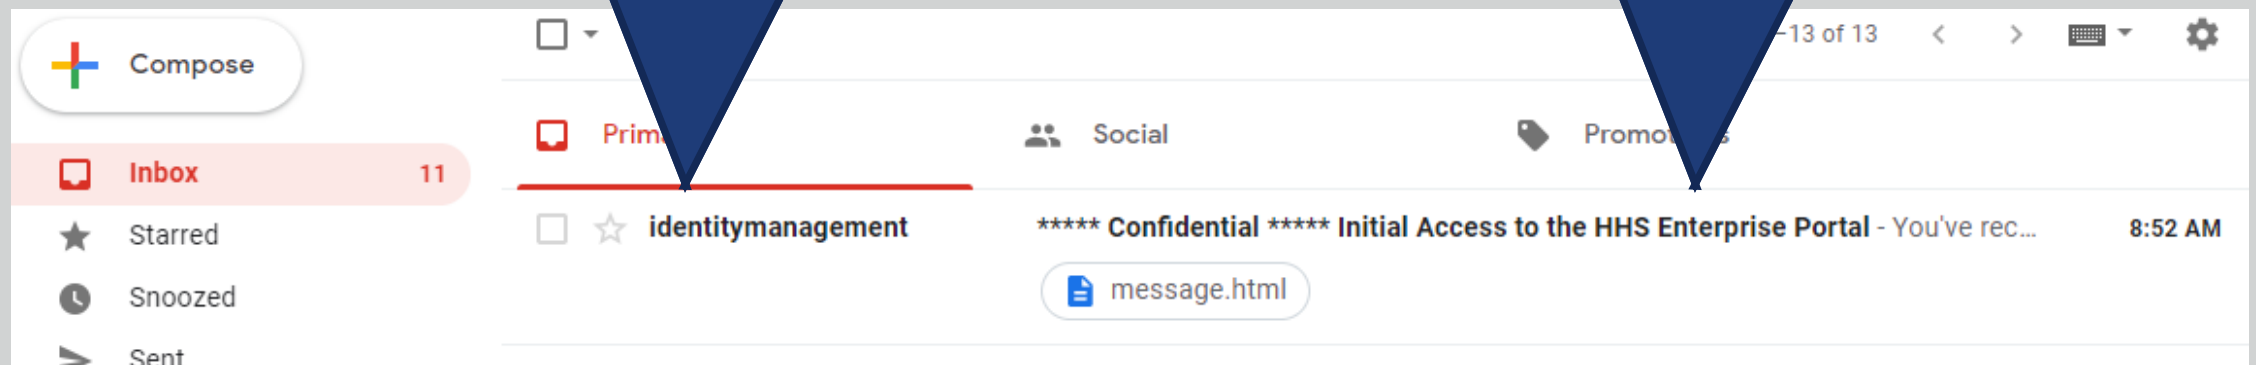 Compose
13 of 13
Social
Inbox 11
identitymanagement ***** Confidential ***** Initial Access to the HHS Enterprise Portal - You've rec... 8:52 AM
Starred
message.html
Snoozed
Sent